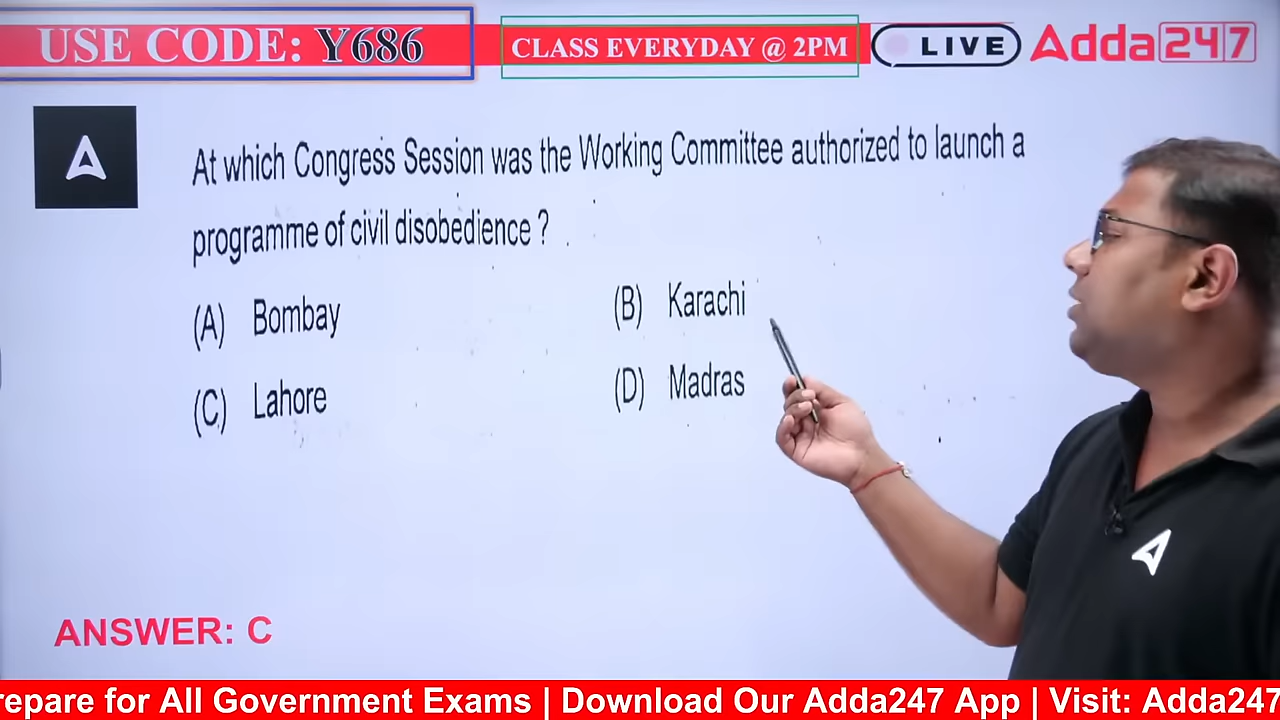 USE CODE: Y686
CLASS EVERYDAY @ 2PM
LIVE
Adda247
At which Congress Session was the Working Committee authorized to launch a
programme of civil disobedience ?
(A) Bombay
(B) Karachi
(C) Lahore
(D) Madras
ANSWER: C
repare for All Government Exams | Download Our Adda247 App | Visit: Adda247